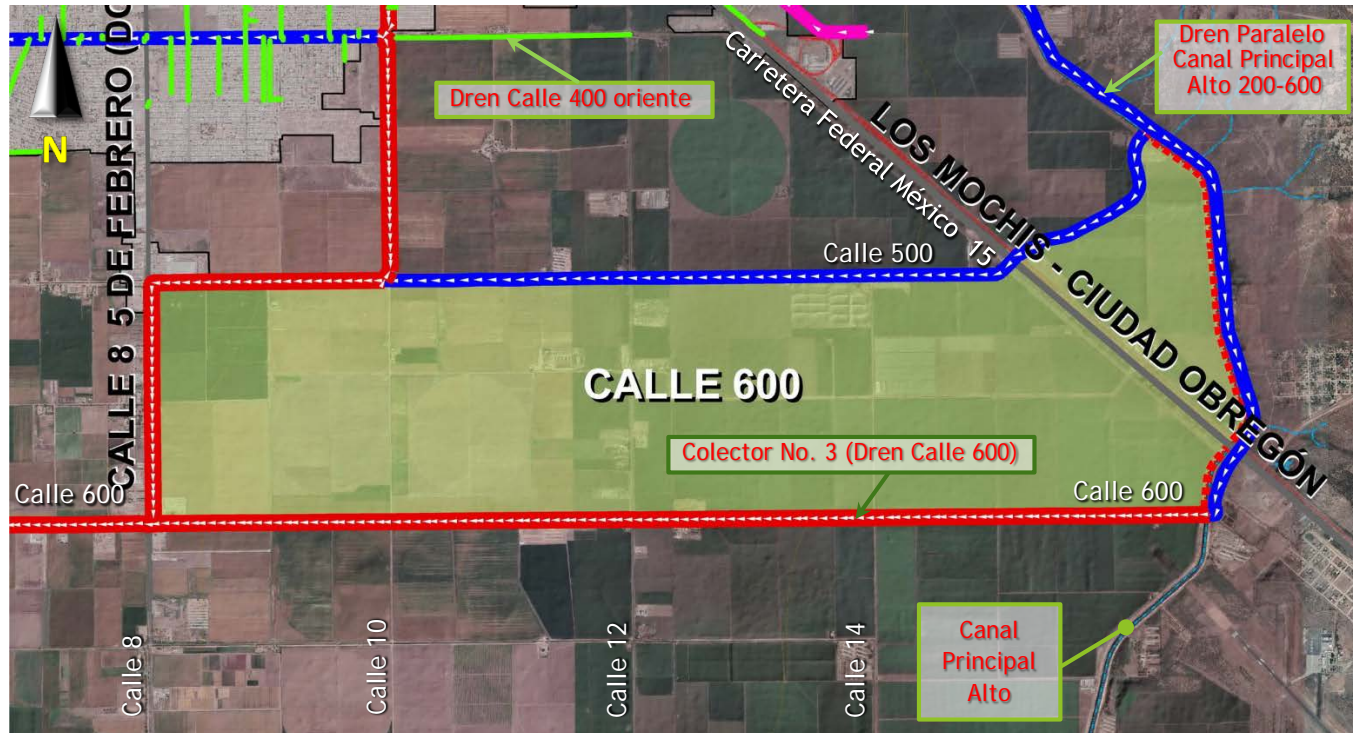 Dren Paralelo
Canal Principal
Alto 200-600
Dren Calle 400 oriente
Carretera Federal México 15
LOS MOCHIS - CIUDAD OBREGÓN
N
CALLE 8 5 DE FEBRERO (DO
Calle 500
CALLE 600
Colector No. 3 (Dren Calle 600)
Calle 600
Calle 600
Calle 8
Calle 10
Calle 12
Calle 14
Canal
Principal
Alto